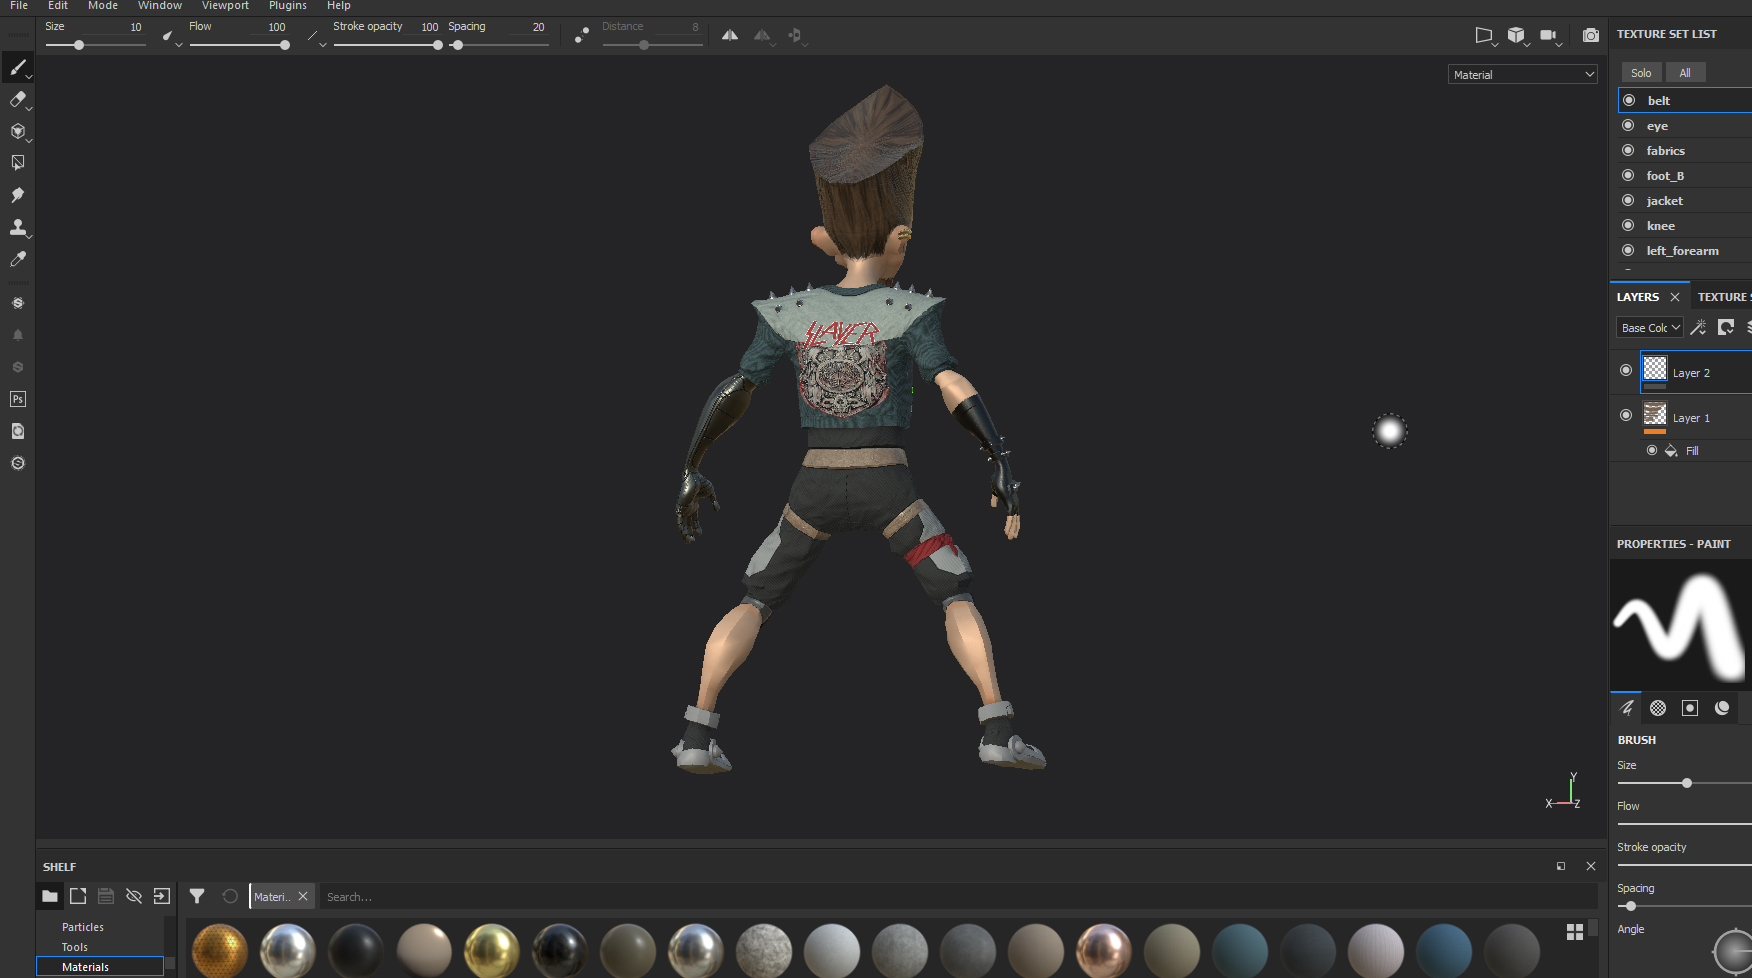 File Edit Mode Window Viewport Plugins Help
Size 10 Flow 100 Stroke opacity 100 Spacing 20 Distance 8
Material
TEXTURE SET LIST
Solo All
belt
eye
fabrics
foot_B
jacket
knee
left_forearm
LAYERS TEXTURE S
Base Colc
Layer 2
Layer 1
Fill
PROPERTIES - PAINT
BRUSH
Size
Flow
Stroke opacity
Spacing
Angle
SLAYER
Ps
Y
X Z
SHELF
Materi.. Search...
Particles
Tools
Materials